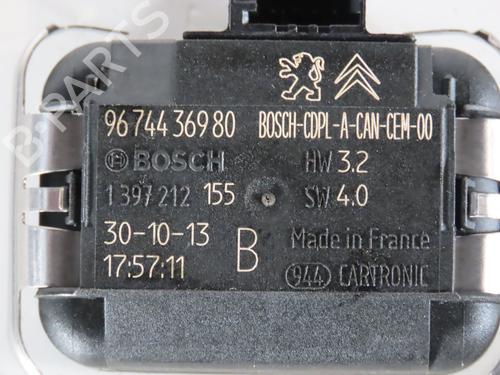 96 744 369 80 BOSCH-CDPL-A-CAN-CEM-00
BOSCH HW 3.2
1 397 212 155 SW 4.0
30-10-13 B Made in France
17:57:11 944 CARTRONIC
B-PARTS